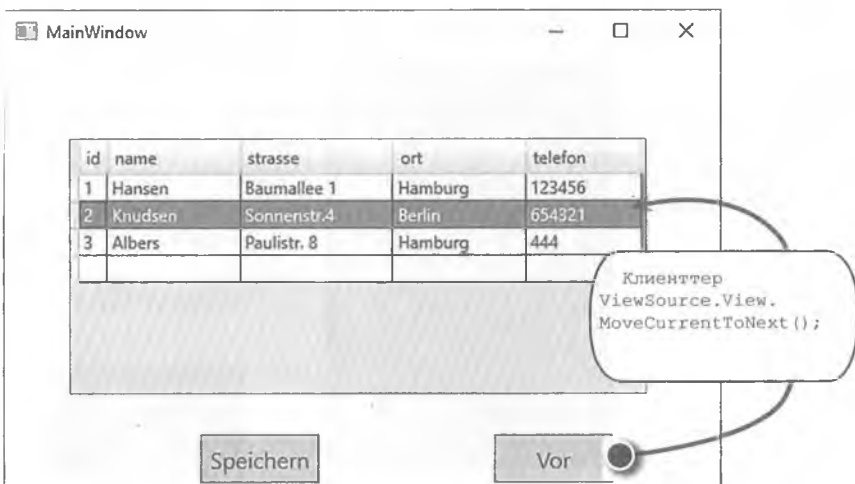 MainWindow
id name strasse ort telefon
1 Hansen Baumallee 1 Hamburg 123456
2 Knudsen Sonnenstr.4 Berlin 654321
3 Albers Paulistr. 8 Hamburg 444
Клиенттер
ViewSource.View.
MoveCurrentToNext();
Speichern Vor